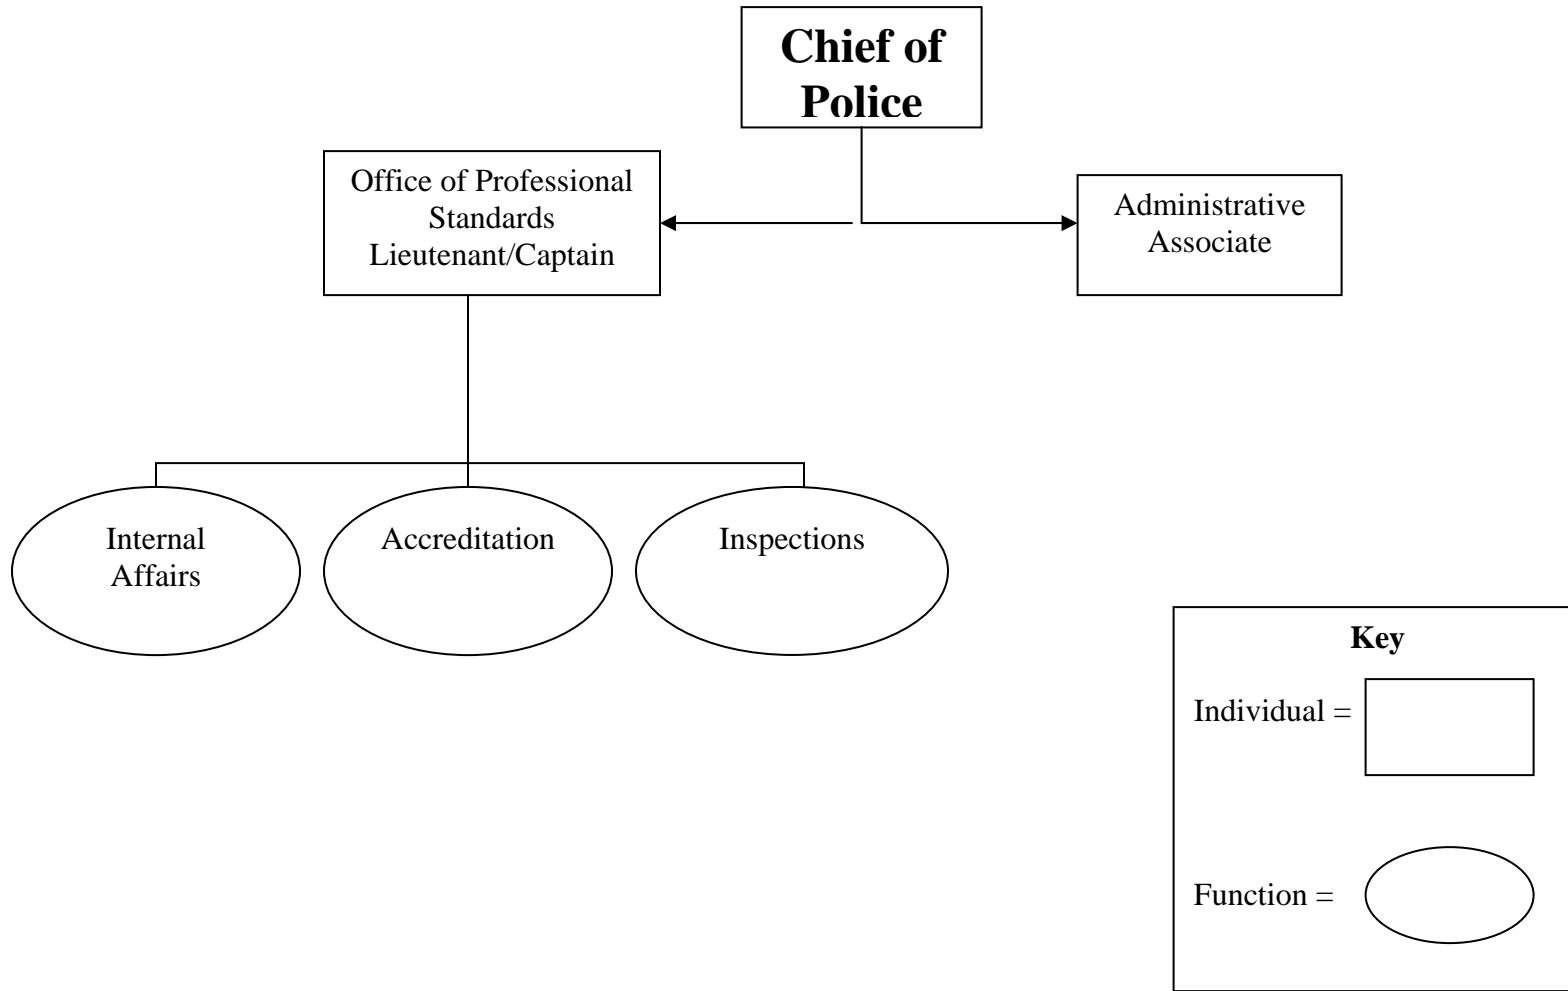 Chief of
Police
Office of Professional
Standards
Lieutenant/Captain
Administrative
Associate
Internal
Affairs
Accreditation
Inspections
Key
Individual =
Function =